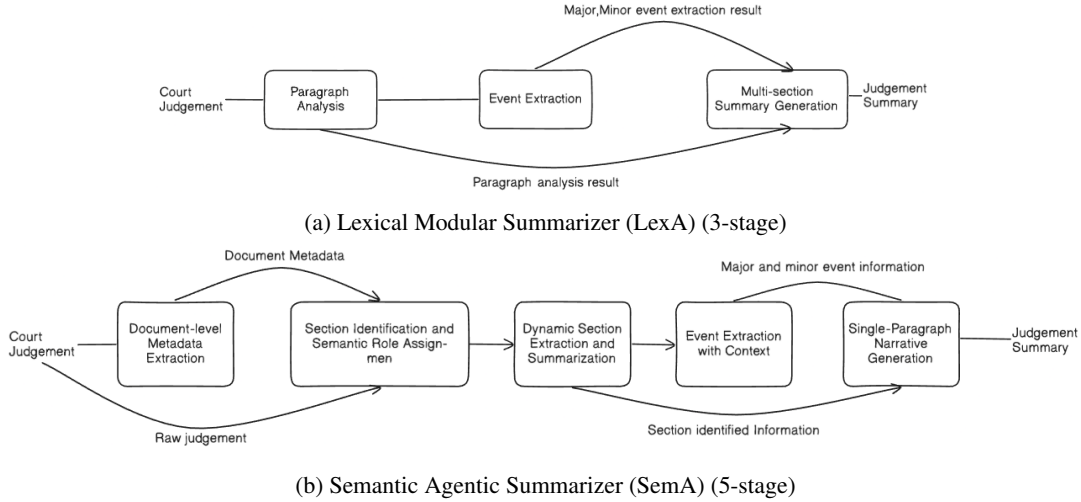 Major,Minor event extraction result
Court
Judgement
Paragraph
Analysis
Event Extraction
Multi-section
Summary Generation
Judgement
Summary
Paragraph analysis result
(a) Lexical Modular Summarizer (LexA) (3-stage)
Document Metadata
Major and minor event information
Court
Judgement
Document-level
Metadata
Extraction
Section Identification and
Semantic Role Assign-
men
Dynamic Section
Extraction and
Summarization
Event Extraction
with Context
Single-Paragraph
Narrative
Generation
Judgement
Summary
Raw judgement
Section identified Information
(b) Semantic Agentic Summarizer (SemA) (5-stage)